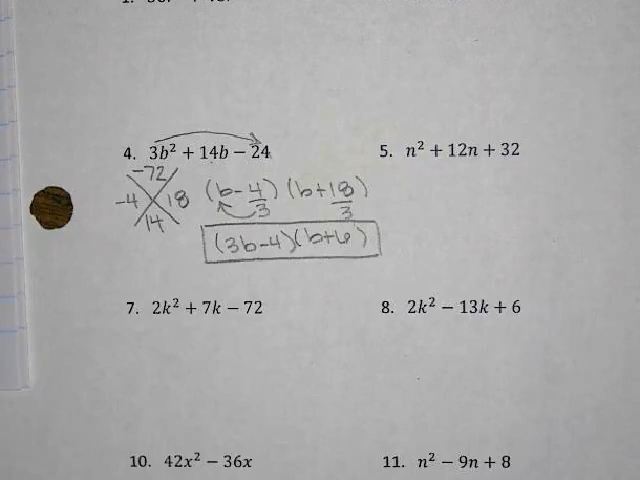 4. 3b² + 14b − 24
5. n² + 12n + 32
-72
-4 18
14
(b - 4/3) (b + 18/3)
(3b-4)(b+6)
7. 2k² + 7k − 72
8. 2k² − 13k + 6
10. 42x² − 36x
11. n² − 9n + 8